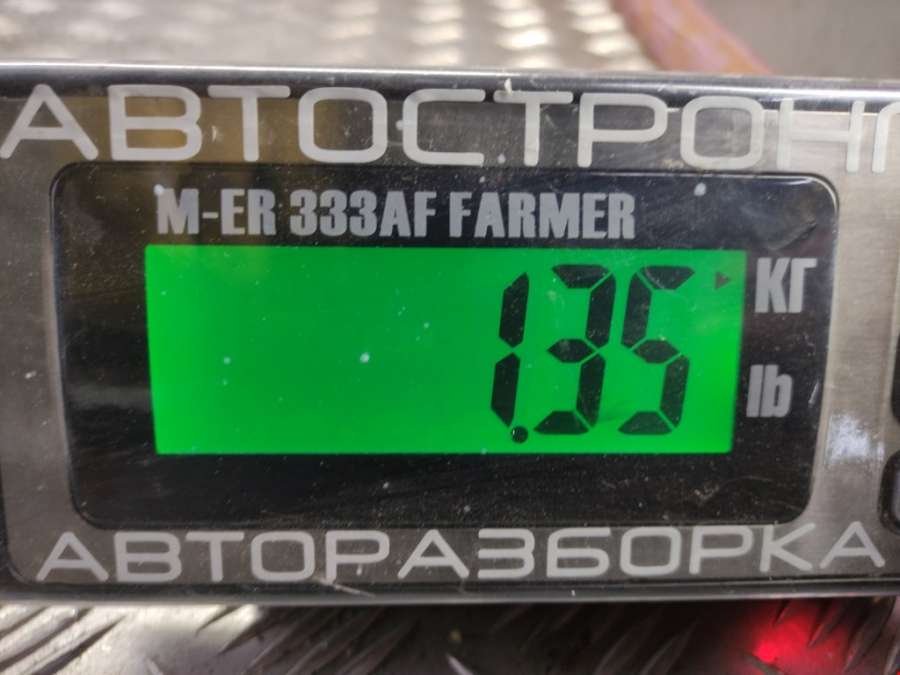 АВТОСТРОНГ
M-ER 333AF FARMER
1.35
КГ
lb
АВТОРАЗБОРКА